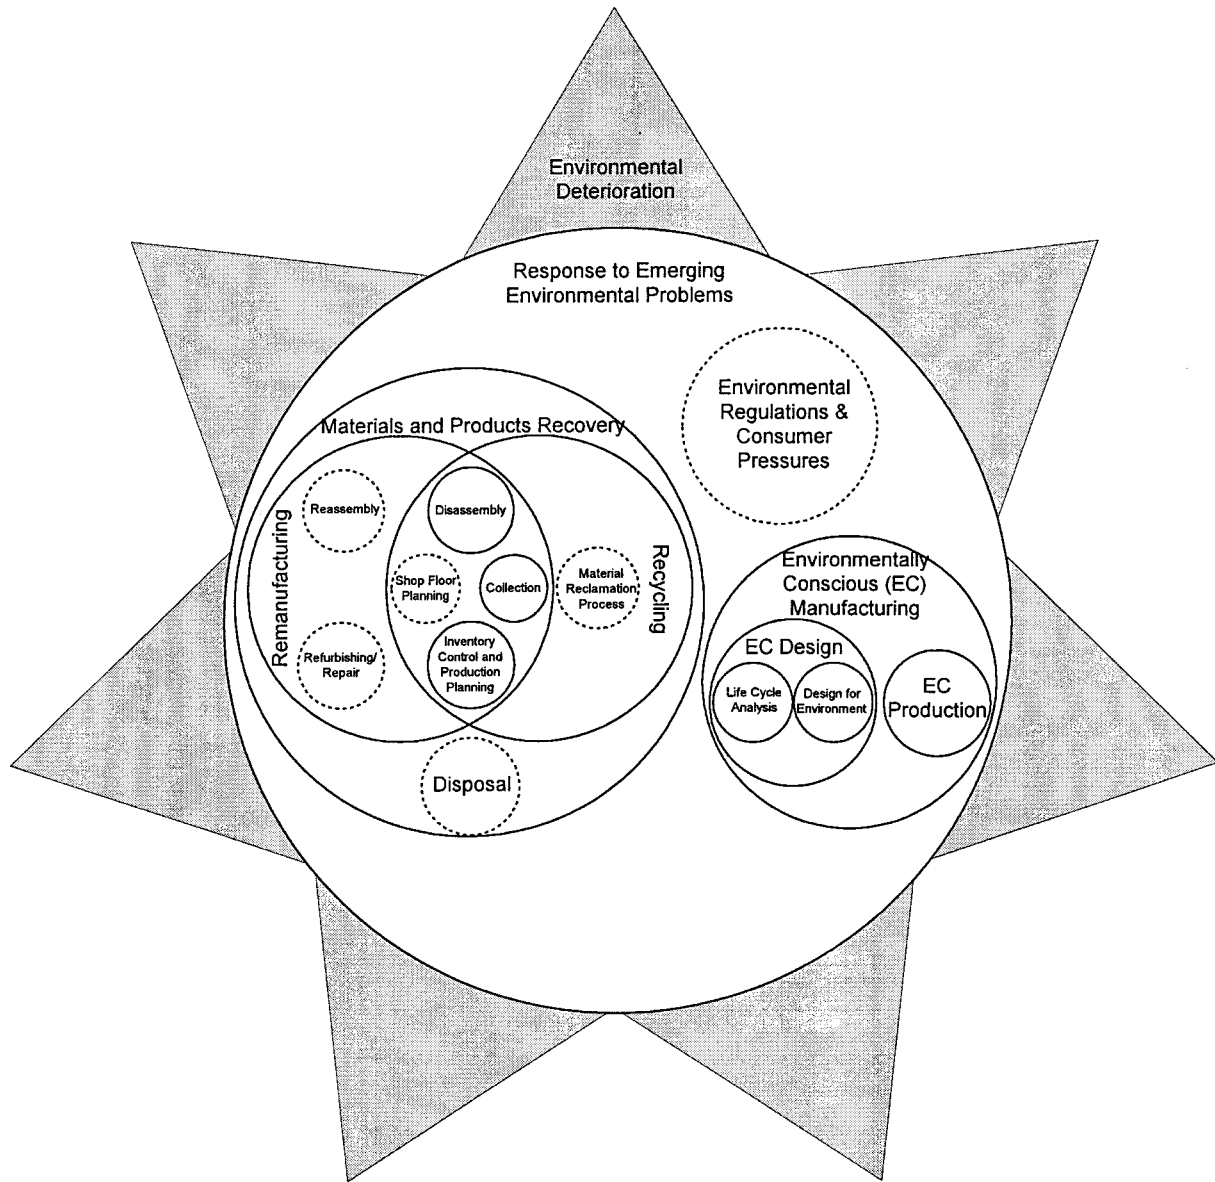 Environmental
Deterioration
Response to Emerging
Environmental Problems
Environmental
Regulations &
Consumer
Pressures
Materials and Products Recovery
Remanufacturing
Reassembly
Refurbishing/
Repair
Disassembly
Shop Floor
Planning
Collection
Inventory
Control and
Production
Planning
Material
Reclamation
Process
Recycling
Disposal
Environmentally
Conscious (EC)
Manufacturing
EC Design
Life Cycle
Analysis
Design for
Environment
EC
Production